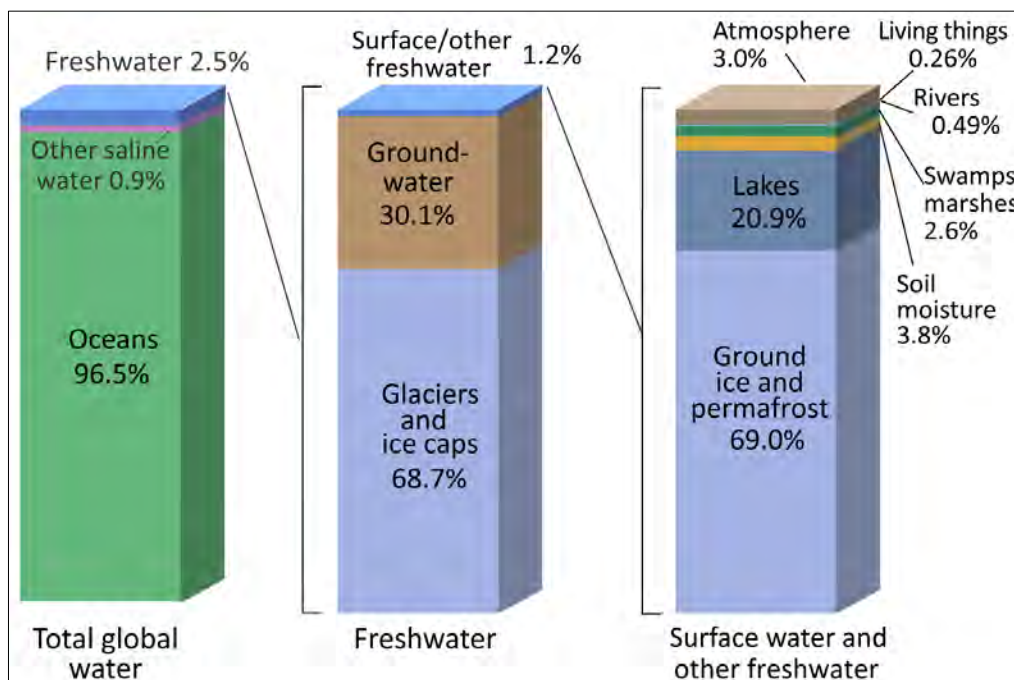 Freshwater 2.5%
Other saline
water 0.9%
Oceans
96.5%
Total global
water
Surface/other
freshwater
1.2%
Ground-
water
30.1%
Glaciers
and
ice caps
68.7%
Freshwater
Atmosphere
3.0%
Living things
0.26%
Rivers
0.49%
Swamps
marshes
2.6%
Soil
moisture
3.8%
Lakes
20.9%
Ground
ice and
permafrost
69.0%
Surface water and
other freshwater